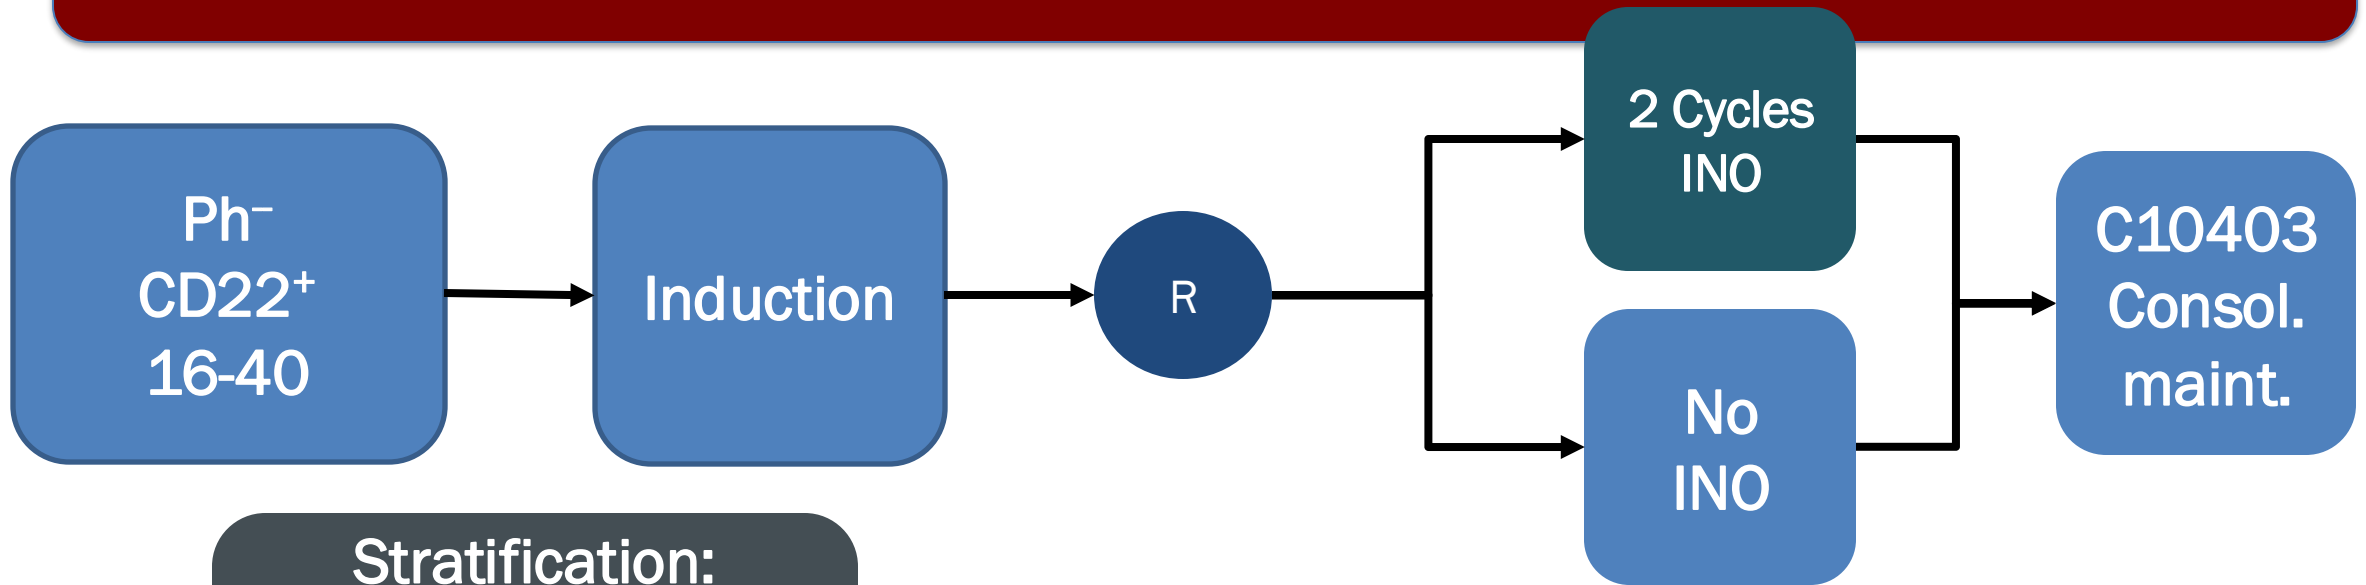 Ph⁻
CD22⁺
16-40
Induction
R
2 Cycles
INO
No
INO
C10403
Consol.
maint.
Stratification: